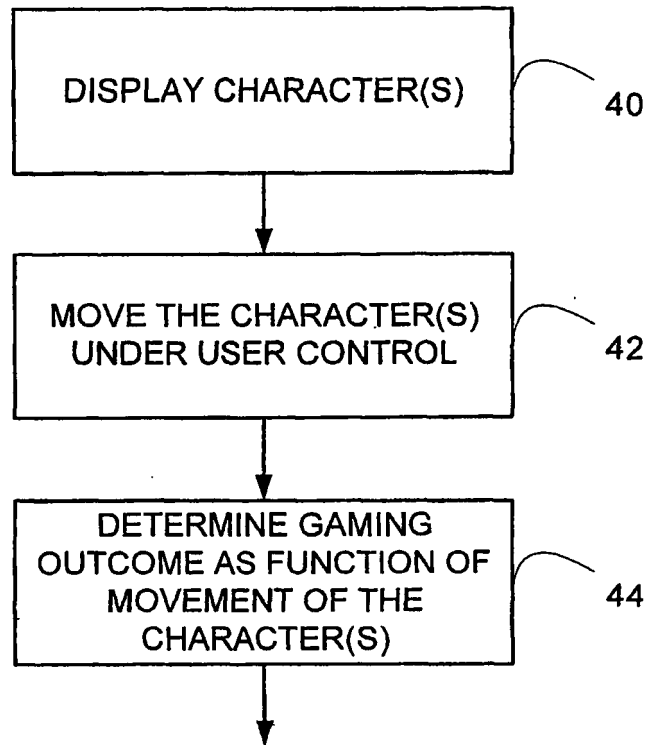 DISPLAY CHARACTER(S)
40
MOVE THE CHARACTER(S)
UNDER USER CONTROL
42
DETERMINE GAMING
OUTCOME AS FUNCTION OF
MOVEMENT OF THE
CHARACTER(S)
44